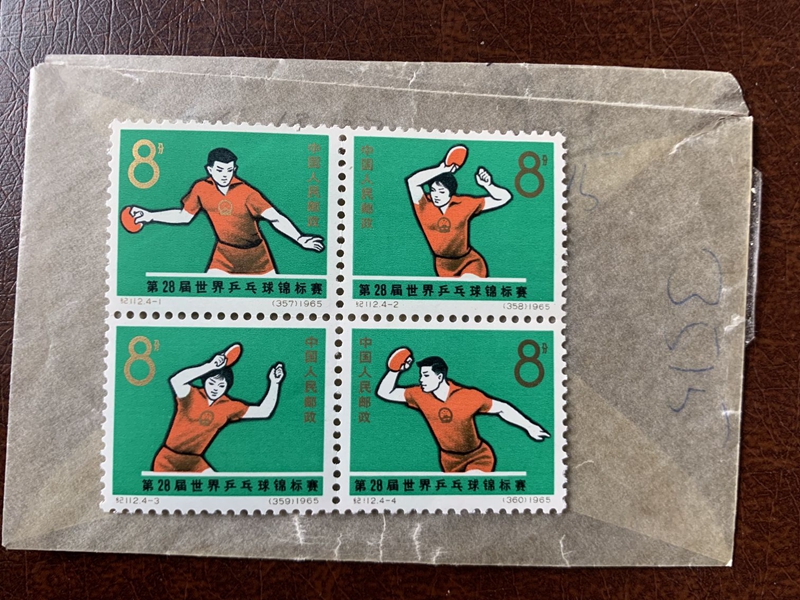 8分
中国人民邮政
第28届世界乒乓球锦标赛
纪112.4-1 (357)1965
中国人民邮政
8分
第28届世界乒乓球锦标赛
纪112.4-2 (358)1965
8分
中国人民邮政
第28届世界乒乓球锦标赛
纪112.4-3 (359)1965
中国人民邮政
8分
第28届世界乒乓球锦标赛
纪112.4-4 (360)1965